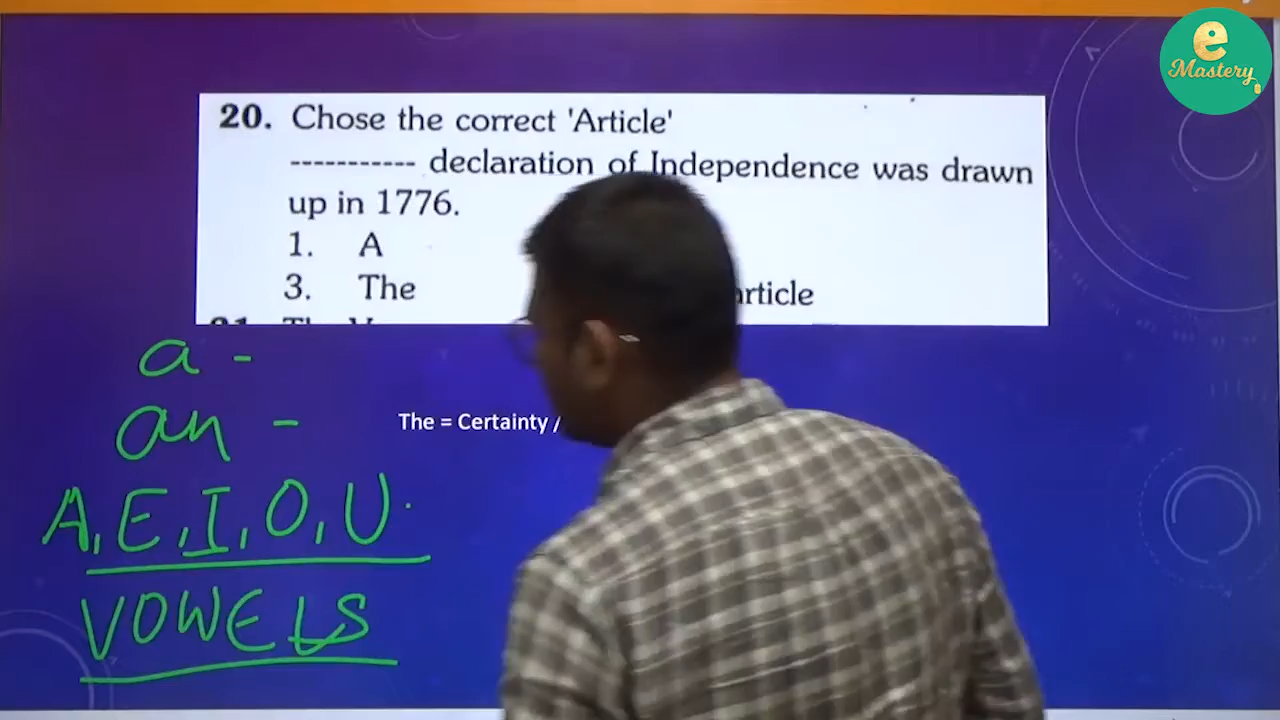 e
Mastery
20. Chose the correct 'Article'
----------- declaration of Independence was drawn
up in 1776.
1. A
3. The article
a -
an -
The = Certainty /
A, E, I, O, U.
VOWELS